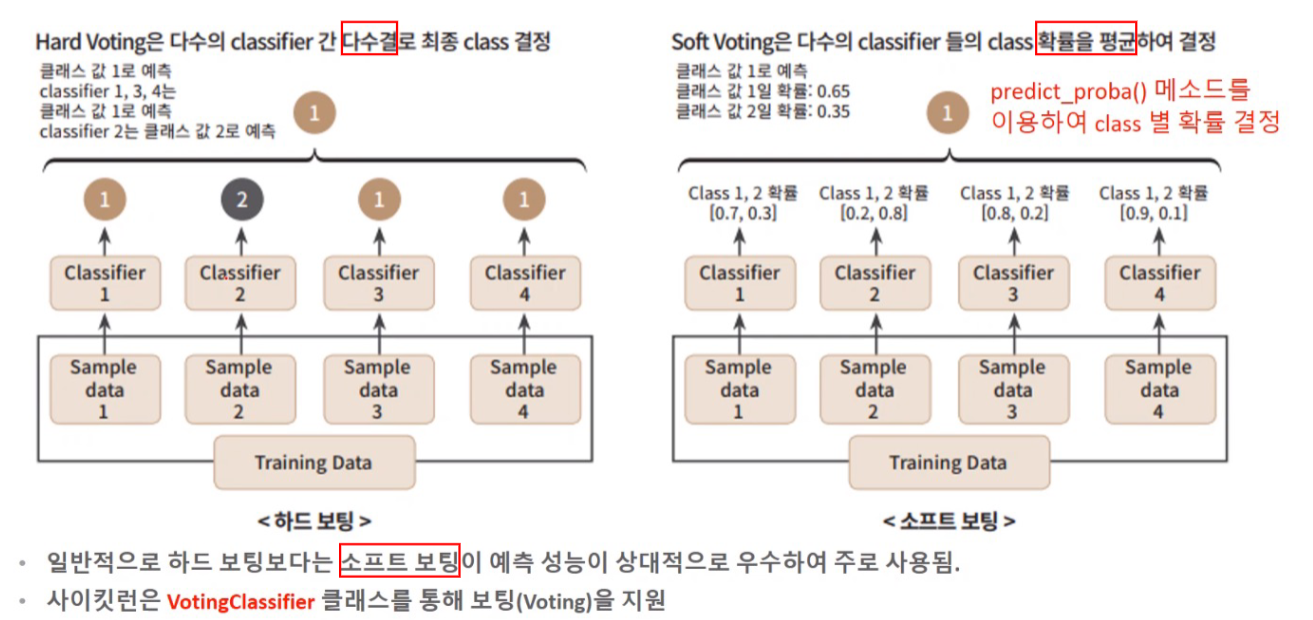 Hard Voting은 다수의 classifier 간 다수결로 최종 class 결정
클래스 값 1로 예측
classifier 1, 3, 4는
클래스 값 1로 예측
classifier 2는 클래스 값 2로 예측
1
1
2
1
1
Classifier
1
Classifier
2
Classifier
3
Classifier
4
Sample
data
1
Sample
data
2
Sample
data
3
Sample
data
4
Training Data
< 하드 보팅 >
Soft Voting은 다수의 classifier 들의 class 확률을 평균하여 결정
클래스 값 1로 예측
클래스 값 1일 확률: 0.65
클래스 값 2일 확률: 0.35
1
predict_proba() 메소드를
이용하여 class 별 확률 결정
Class 1, 2 확률
[0.7, 0.3]
Class 1, 2 확률
[0.2, 0.8]
Class 1, 2 확률
[0.8, 0.2]
Class 1, 2 확률
[0.9, 0.1]
Classifier
1
Classifier
2
Classifier
3
Classifier
4
Sample
data
1
Sample
data
2
Sample
data
3
Sample
data
4
Training Data
< 소프트 보팅 >
• 일반적으로 하드 보팅보다는 소프트 보팅이 예측 성능이 상대적으로 우수하여 주로 사용됨.
• 사이킷런은 VotingClassifier 클래스를 통해 보팅(Voting)을 지원